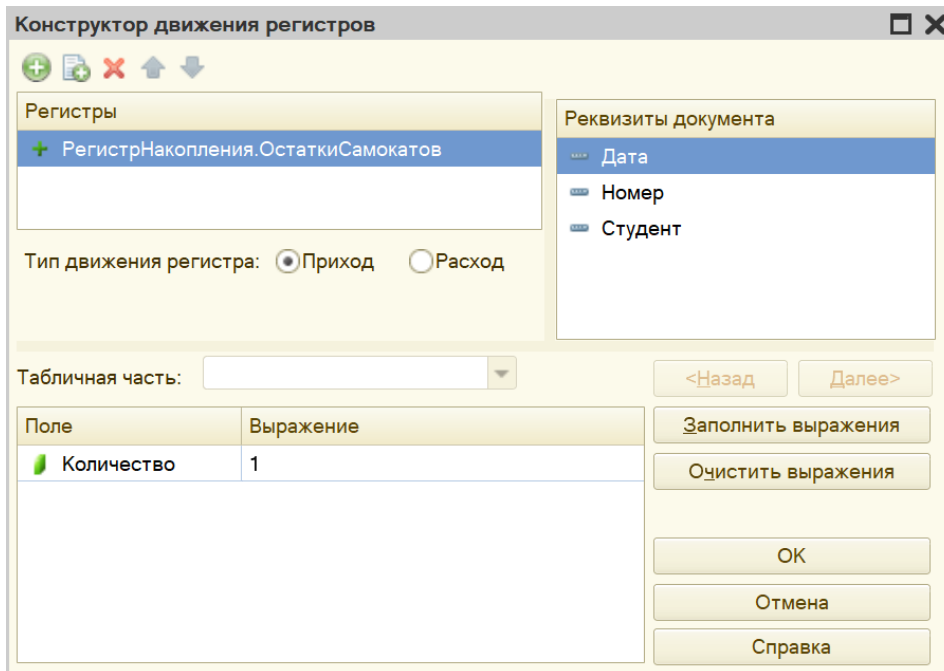 Конструктор движения регистров
Регистры
РегистрНакопления.ОстаткиСамокатов
Реквизиты документа
Дата
Номер
Студент
Тип движения регистра: Приход Расход
Табличная часть:
<Назад Далее>
Поле Выражение
Количество 1
Заполнить выражения
Очистить выражения
OK
Отмена
Справка